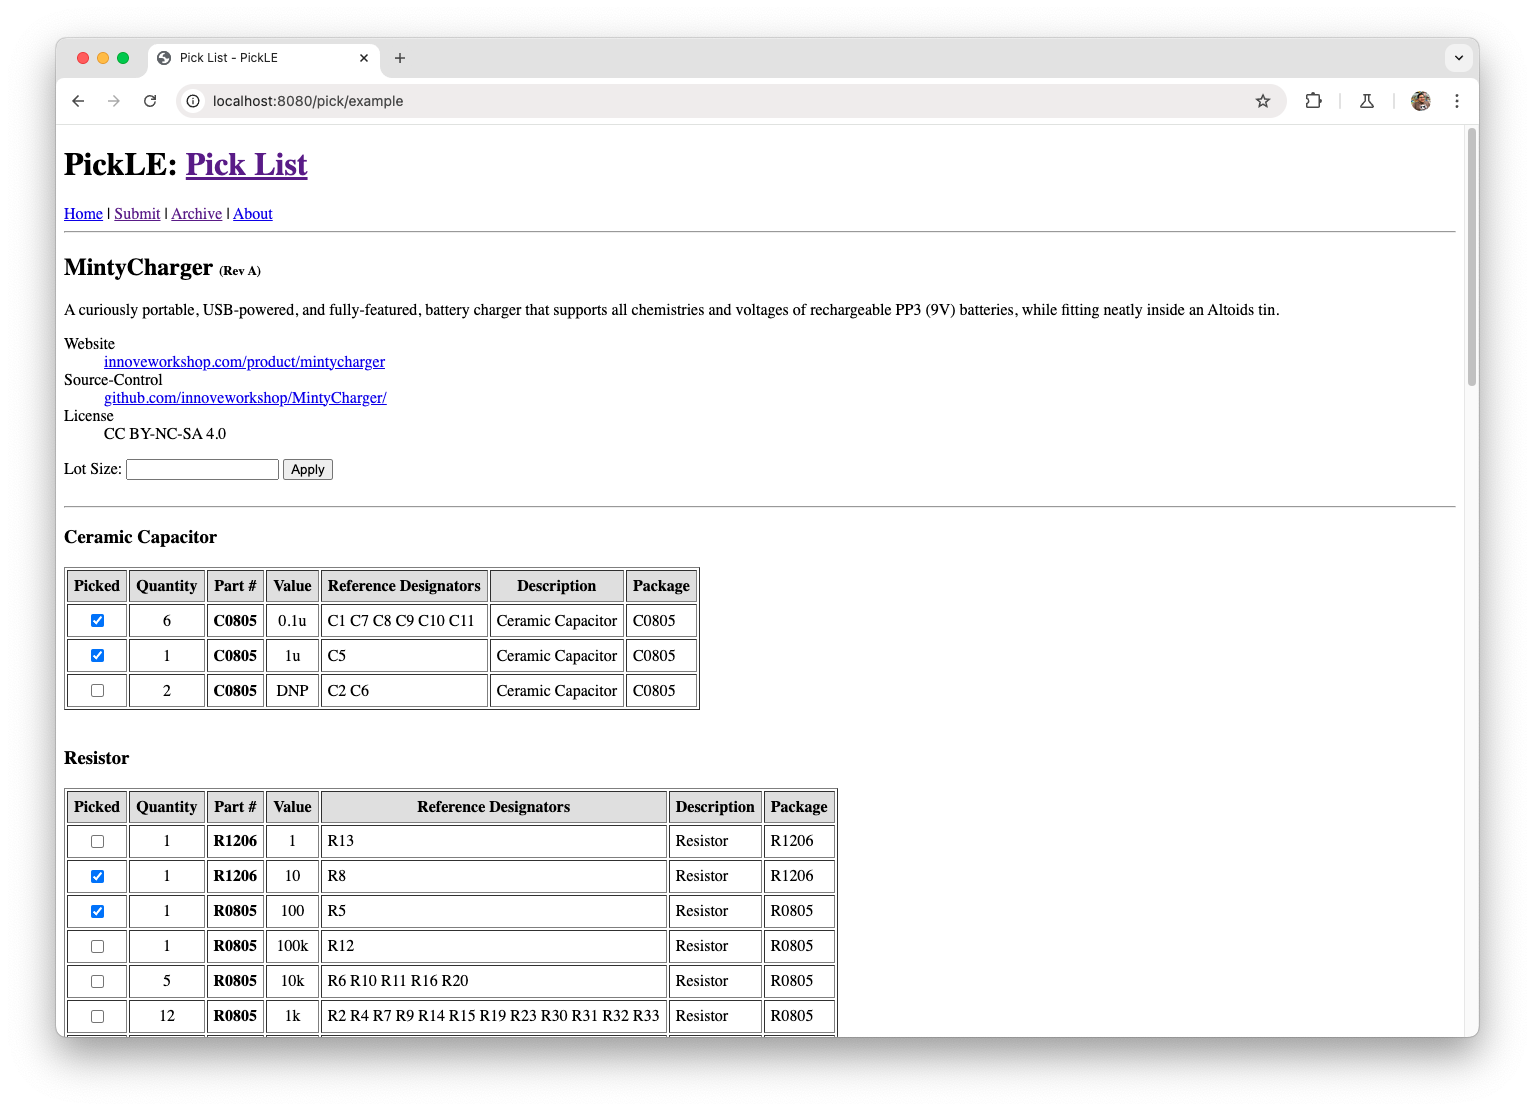 Pick List - PickLE
localhost:8080/pick/example
PickLE: Pick List
Home | Submit | Archive | About
MintyCharger (Rev A)
A curiously portable, USB-powered, and fully-featured, battery charger that supports all chemistries and voltages of rechargeable PP3 (9V) batteries, while fitting neatly inside an Altoids tin.
Website
innoveworkshop.com/product/mintycharger
Source-Control
github.com/innoveworkshop/MintyCharger/
License
CC BY-NC-SA 4.0
Lot Size: Apply
Ceramic Capacitor
Picked Quantity Part # Value Reference Designators Description Package
6 C0805 0.1u C1 C7 C8 C9 C10 C11 Ceramic Capacitor C0805
1 C0805 1u C5 Ceramic Capacitor C0805
2 C0805 DNP C2 C6 Ceramic Capacitor C0805
Resistor
Picked Quantity Part # Value Reference Designators Description Package
1 R1206 1 R13 Resistor R1206
1 R1206 10 R8 Resistor R1206
1 R0805 100 R5 Resistor R0805
1 R0805 100k R12 Resistor R0805
5 R0805 10k R6 R10 R11 R16 R20 Resistor R0805
12 R0805 1k R2 R4 R7 R9 R14 R15 R19 R23 R30 R31 R32 R33 Resistor R0805